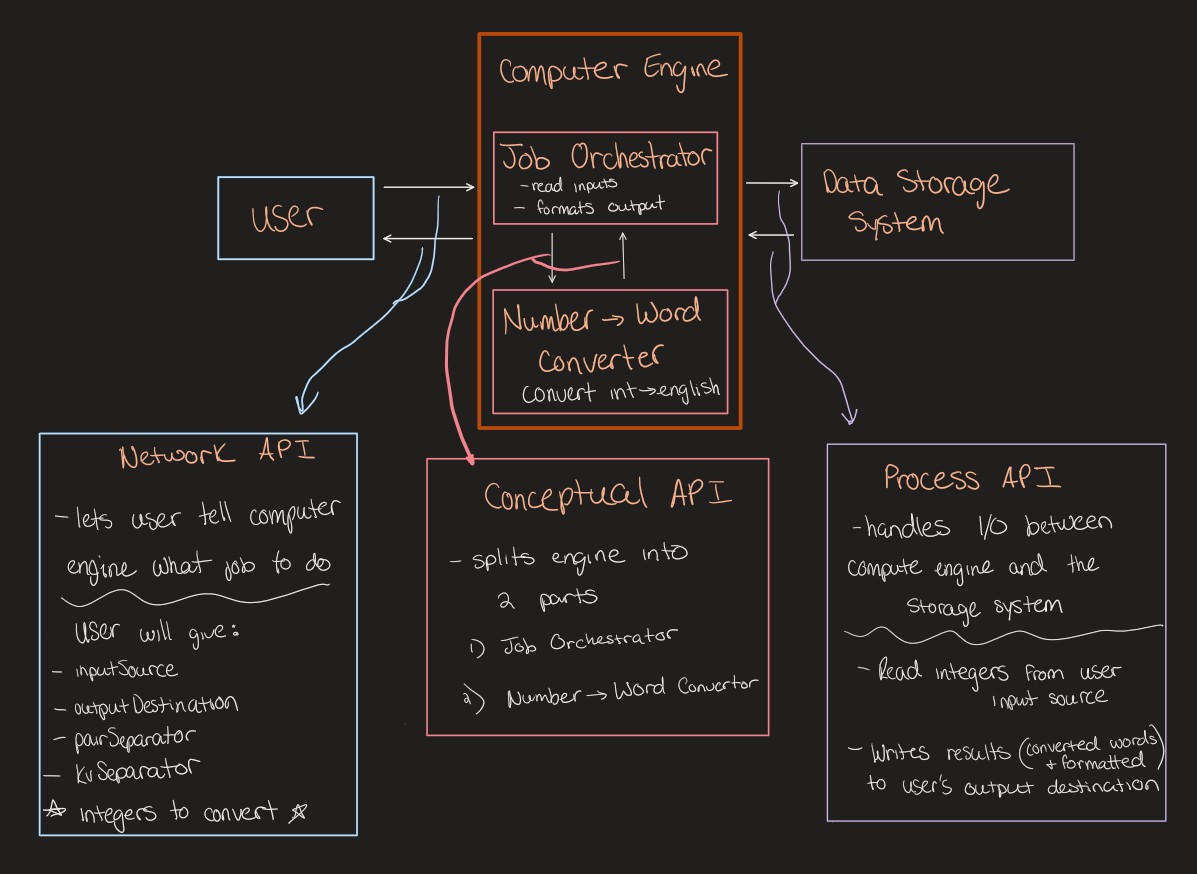 Computer Engine
Job Orchestrator
- read inputs
- formats output
user
Data Storage
System
Number → Word
Converter
Convert int → english
Network API
- lets user tell computer
engine what job to do
User will give:
- inputSource
- outputDestination
- pairSeparator
- KvSeparator
☆ integers to convert ☆
Conceptual API
- splits engine into
2 parts
1) Job Orchestrator
2) Number → Word Convertor
Process API
- handles I/O between
compute engine and the
Storage system
- Read integers from user
input source
- Writes results (converted words
+ formatted)
to user's output destination